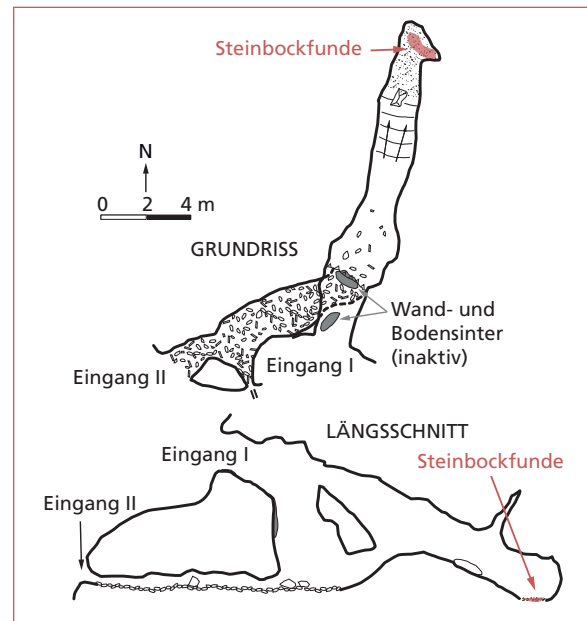 Steinbockfunde
N
0 2 4 m
GRUNDRISS
Wand- und
Bodensinter
(inaktiv)
Eingang I
Eingang II
LÄNGSSCHNITT
Eingang I
Steinbockfunde
Eingang II